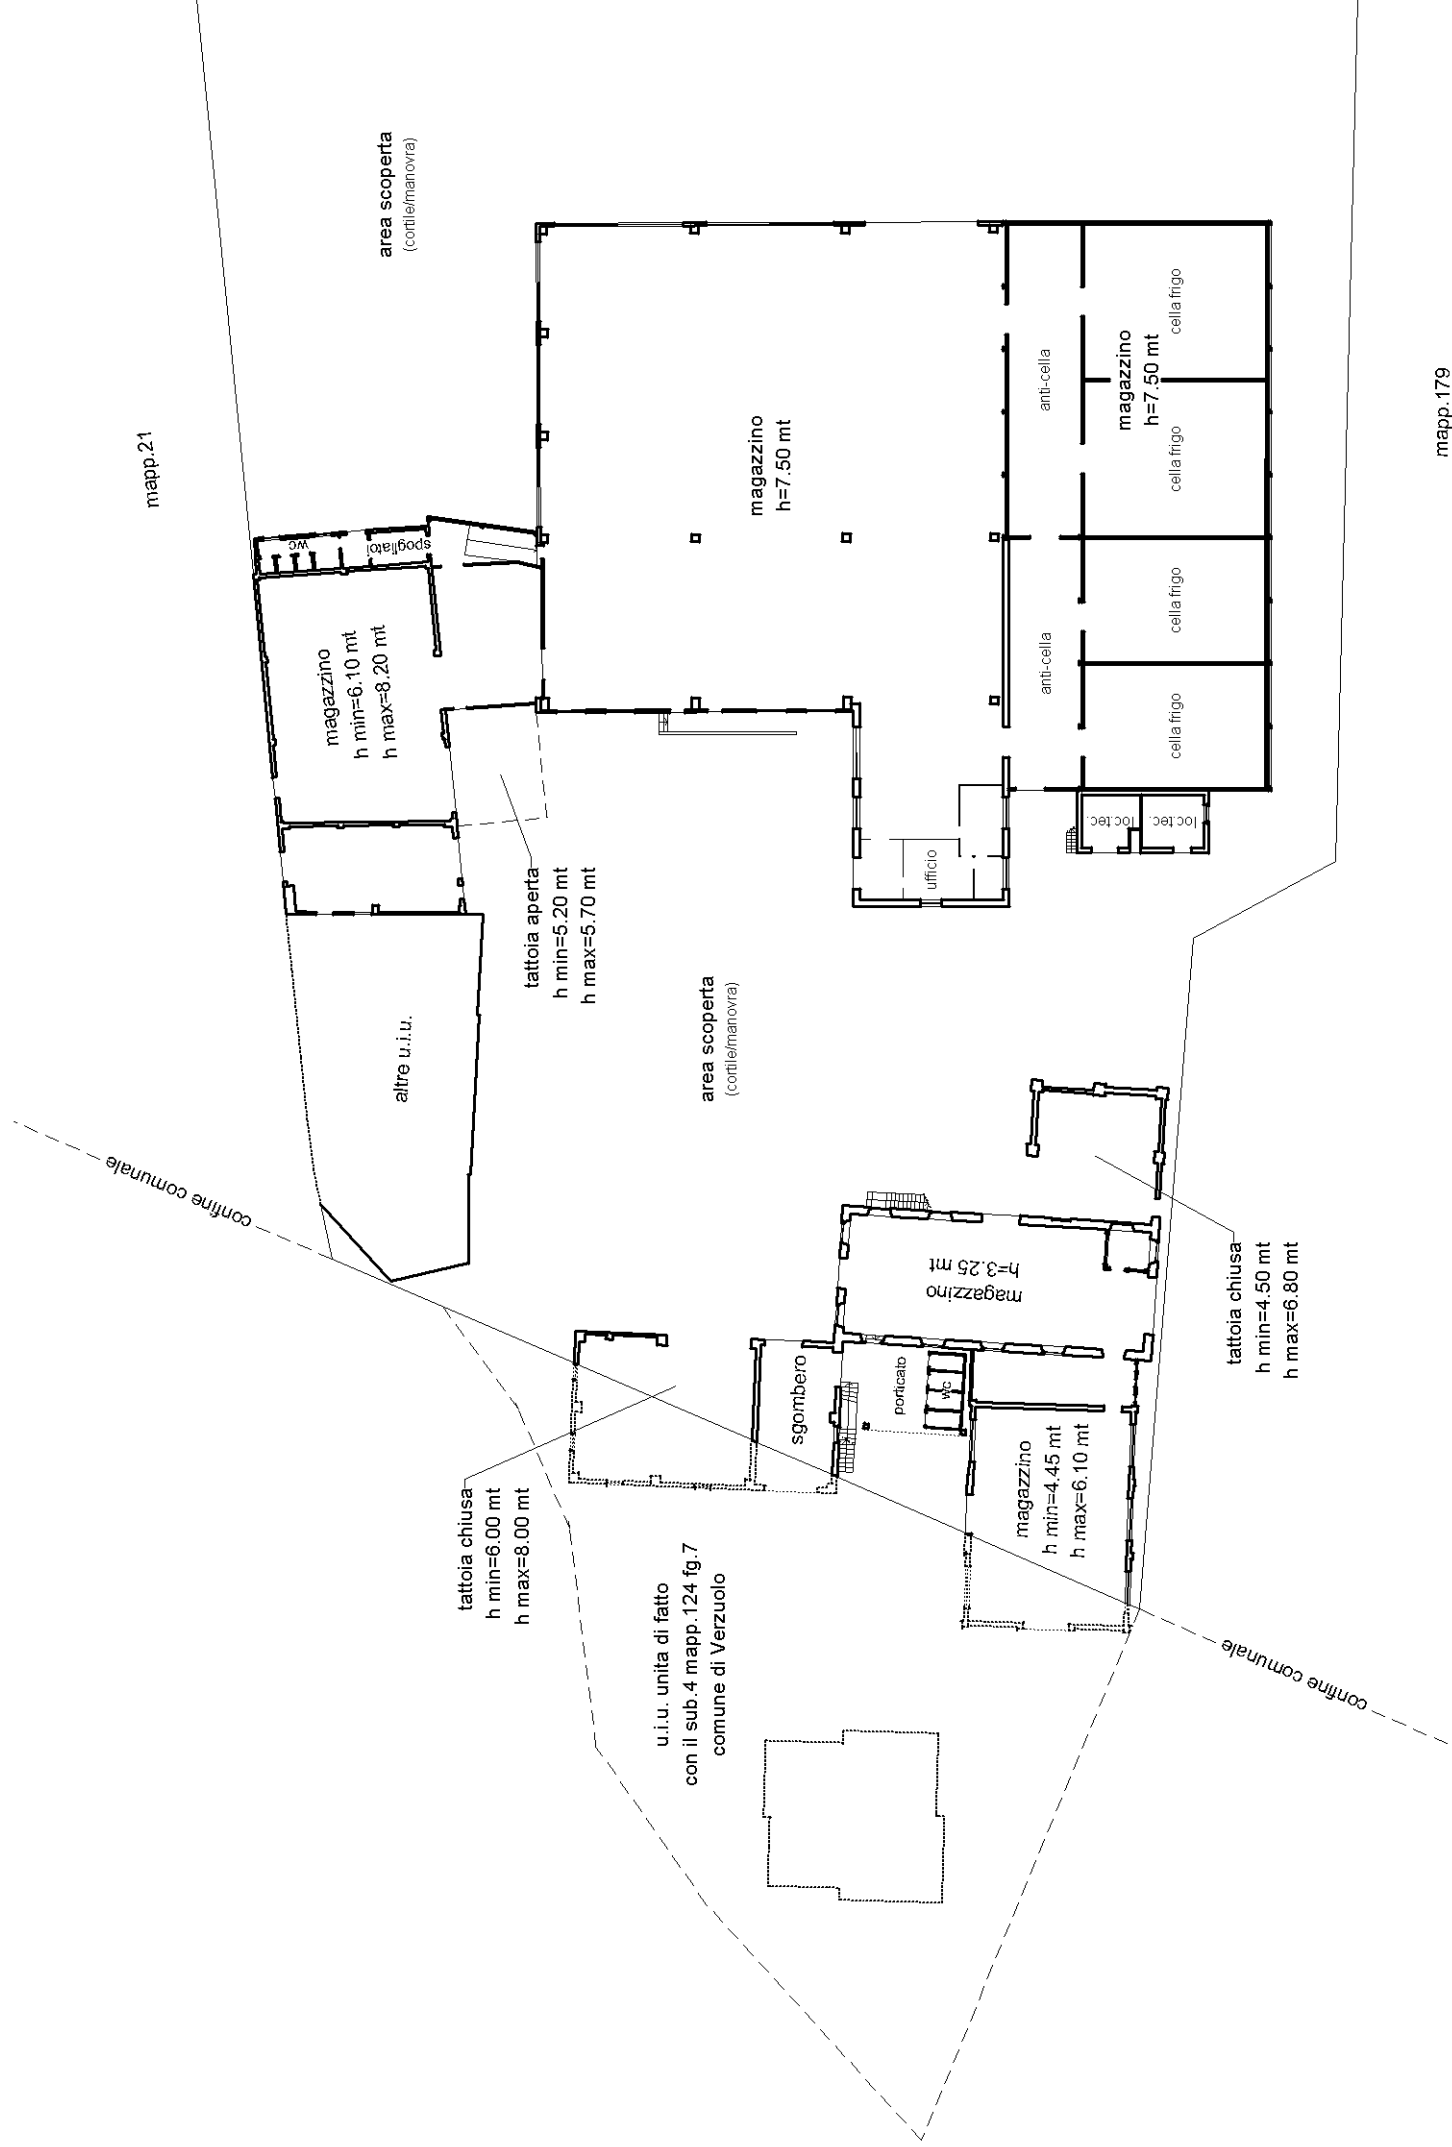 mapp.21
area scoperta
(cortile/manovra)
wc
spogliatoi
magazzino
h min=6.10 mt
h max=8.20 mt
magazzino
h=7.50 mt
anti-cella
anti-cella
magazzino
h=7.50 mt
cella frigo
cella frigo
cella frigo
cella frigo
mapp.179
loc.tec.
loc.tec.
ufficio
tattoia aperta
h min=5.20 mt
h max=5.70 mt
altre u.i.u.
area scoperta
(cortile/manovra)
confine comunale
magazzino
h=3.25 mt
tattoia chiusa
h min=4.50 mt
h max=6.80 mt
sgombero
porticato
wc
magazzino
h min=4.45 mt
h max=6.10 mt
tattoia chiusa
h min=6.00 mt
h max=8.00 mt
u.i.u. unita di fatto
con il sub.4 mapp.124 fg.7
comune di Verzuolo
confine comunale